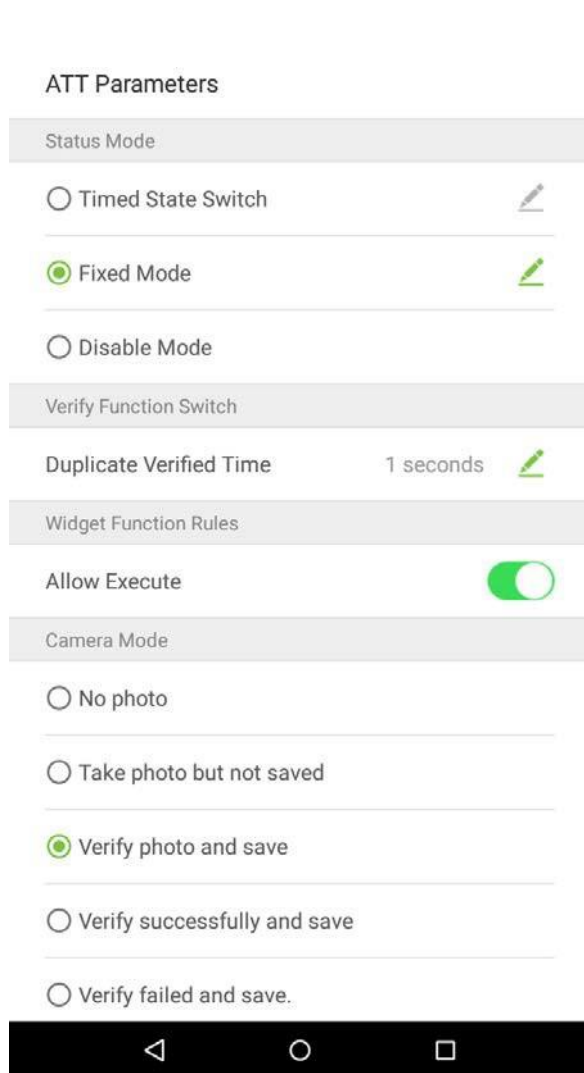 ATT Parameters
Status Mode
Timed State Switch
Fixed Mode
Disable Mode
Verify Function Switch
Duplicate Verified Time 1 seconds
Widget Function Rules
Allow Execute
Camera Mode
No photo
Take photo but not saved
Verify photo and save
Verify successfully and save
Verify failed and save.